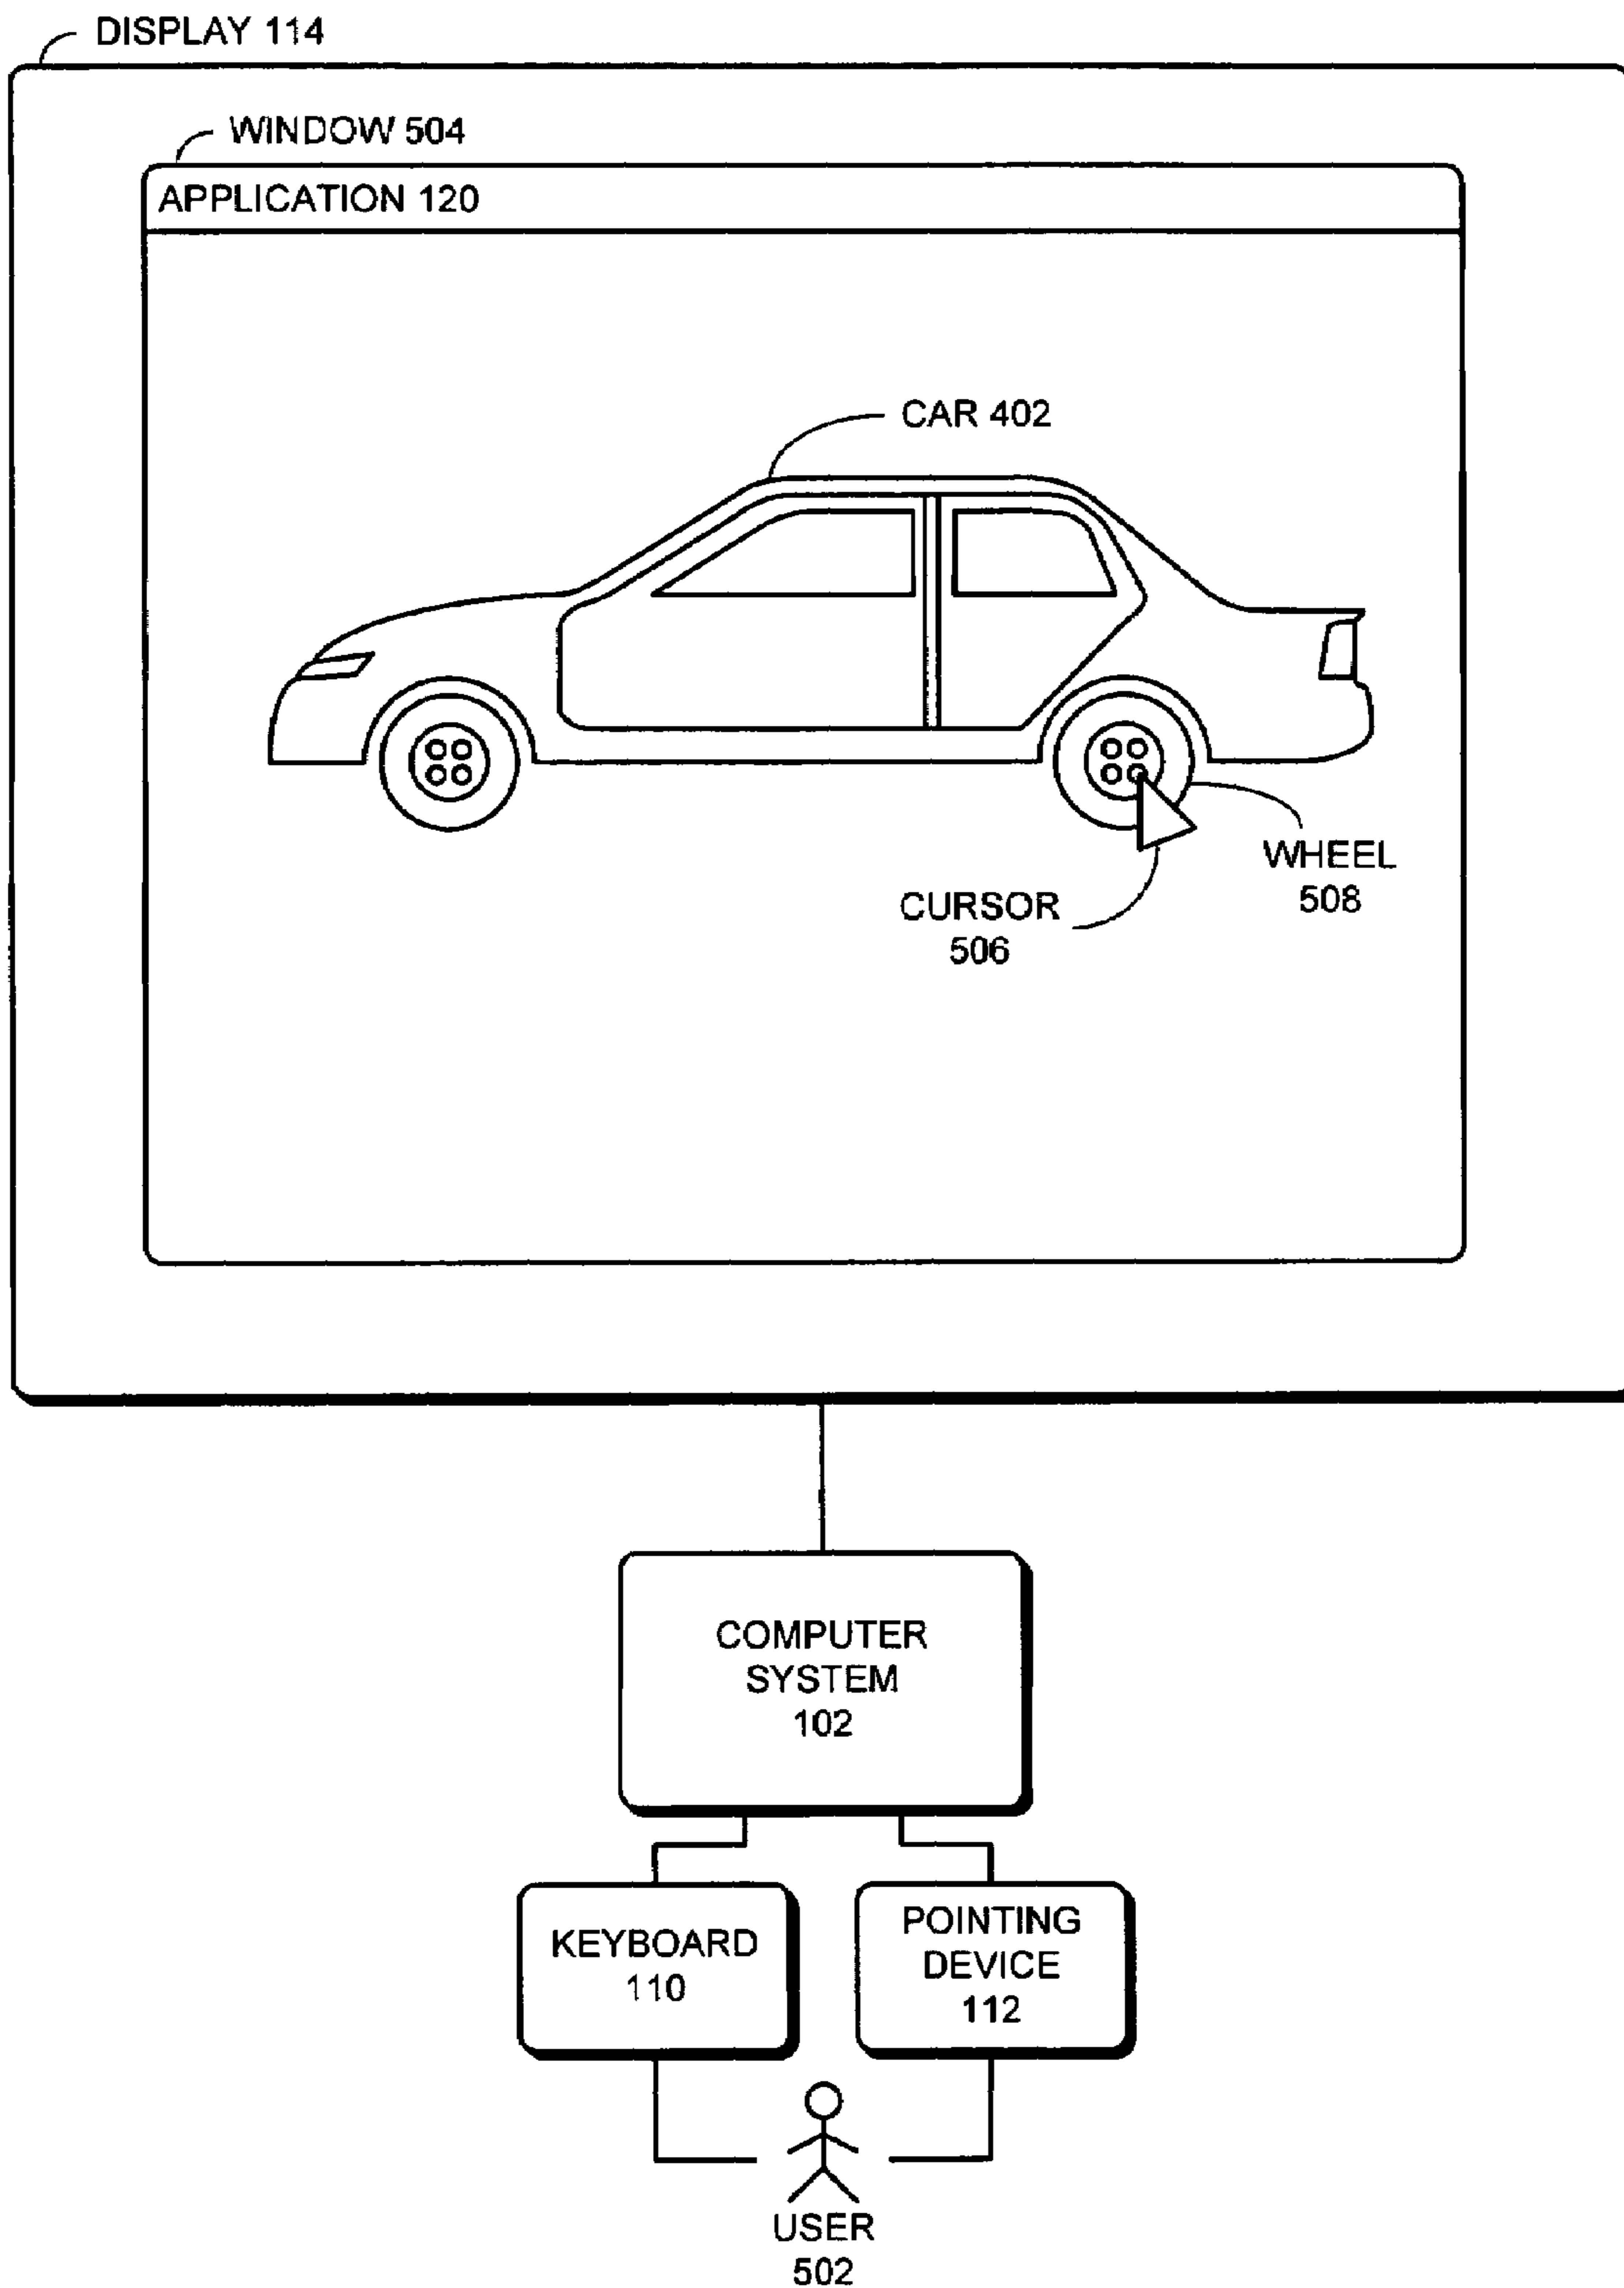 DISPLAY 114
WINDOW 504
APPLICATION 120
CAR 402
WHEEL
508
CURSOR
506
COMPUTER
SYSTEM
102
KEYBOARD
110
POINTING
DEVICE
112
USER
502